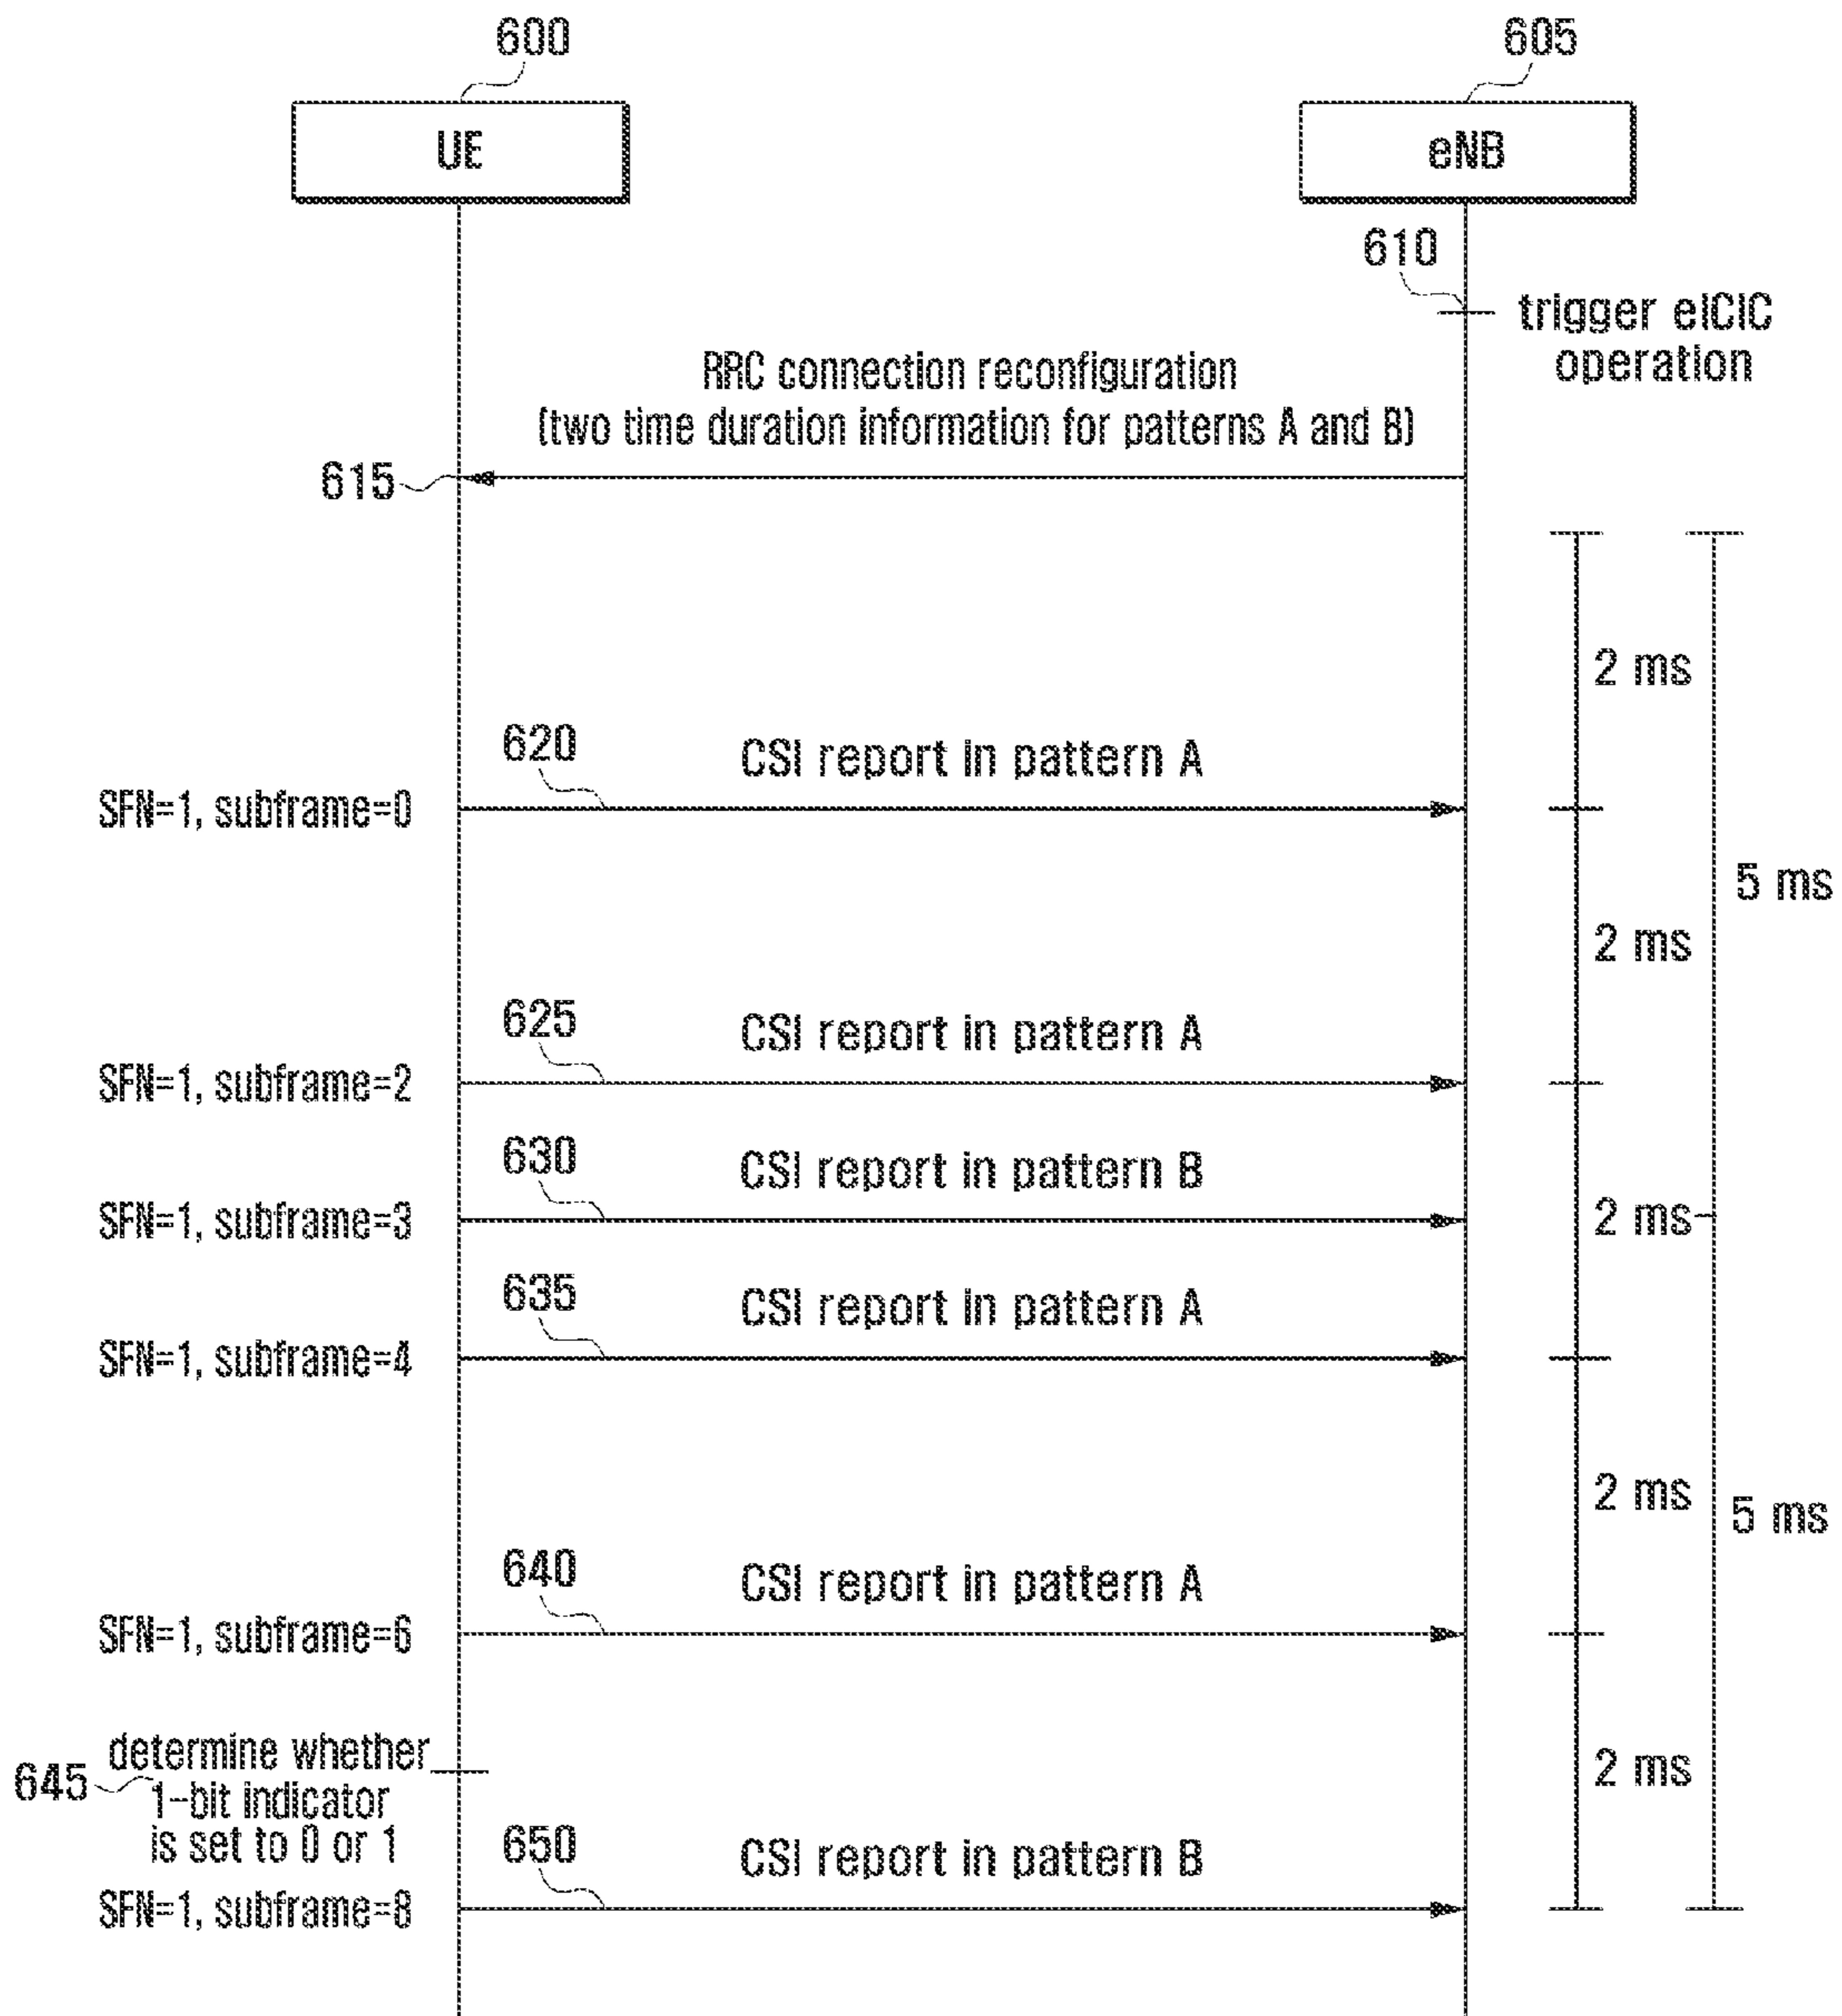 600
605
UE
eNB
610
trigger eICIC
operation
RRC connection reconfiguration
(two time duration information for patterns A and B)
615
2 ms
620
CSI report in pattern A
SFN=1, subframe=0
5 ms
2 ms
625
CSI report in pattern A
SFN=1, subframe=2
630
CSI report in pattern B
SFN=1, subframe=3
2 ms
635
CSI report in pattern A
SFN=1, subframe=4
2 ms
5 ms
640
CSI report in pattern A
SFN=1, subframe=6
645
determine whether
1-bit indicator
is set to 0 or 1
2 ms
650
CSI report in pattern B
SFN=1, subframe=8